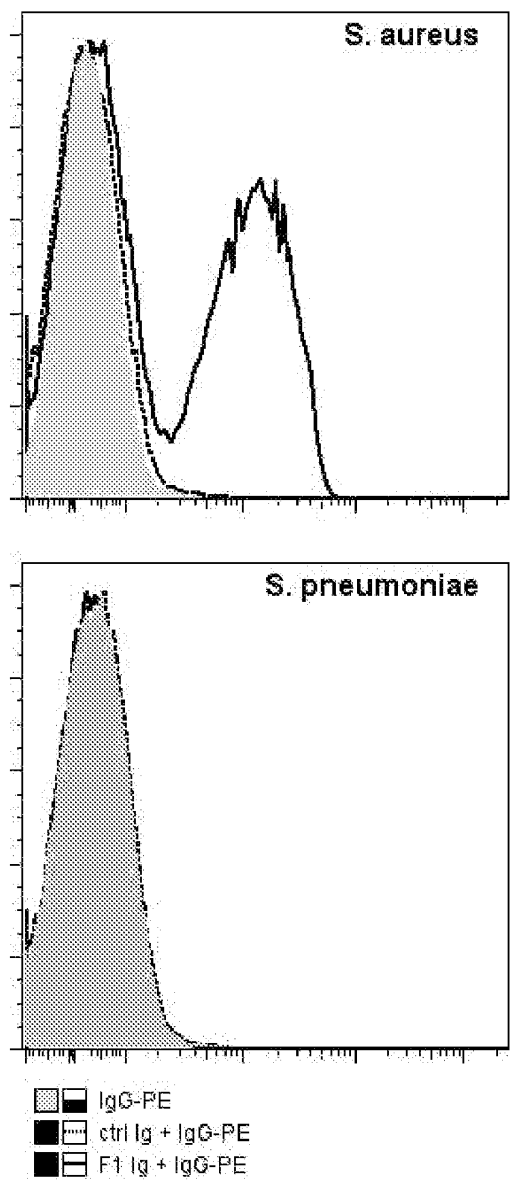 S. aureus
S. pneumoniae
IgG-PE
ctrl Ig + IgG-PE
F1 Ig + IgG-PE